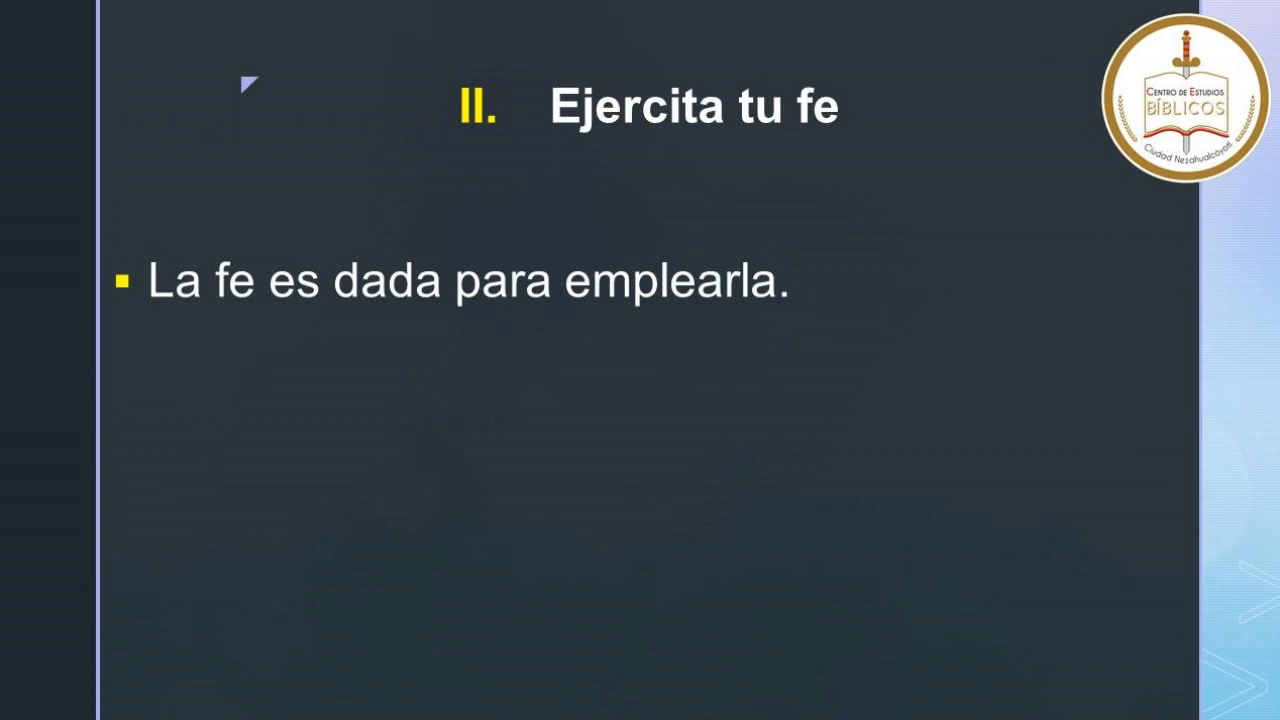 II. Ejercita tu fe
CENTRO DE ESTUDIOS
BÍBLICOS
Ciudad Nezahualcóyotl
La fe es dada para emplearla.